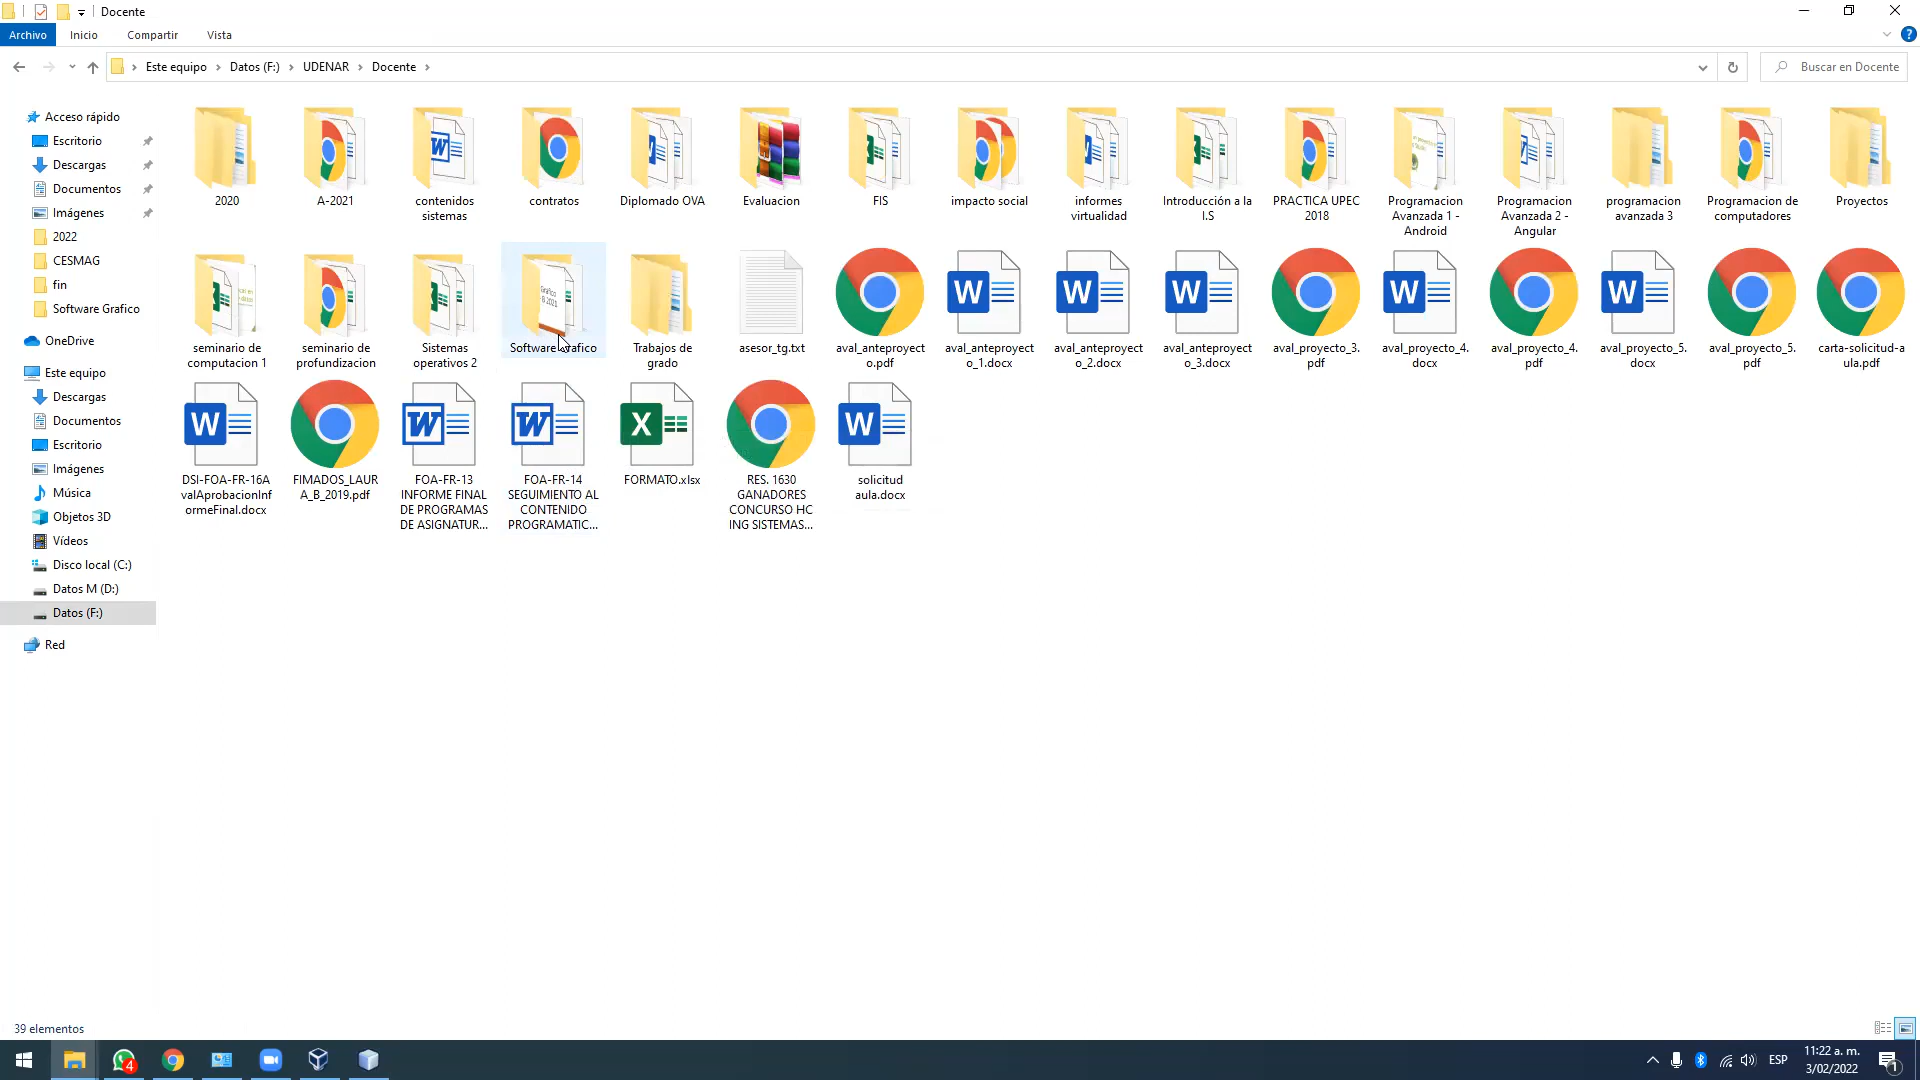 Docente
Archivo
Inicio
Compartir
Vista
Este equipo
Datos (F:)
UDENAR
Docente
Buscar en Docente
Acceso rápido
Escritorio
Descargas
Documentos
Imágenes
2022
CESMAG
fin
Software Grafico
OneDrive
Este equipo
Descargas
Documentos
Escritorio
Imágenes
Música
Objetos 3D
Vídeos
Disco local (C:)
Datos M (D:)
Datos (F:)
Red
2020
A-2021
contenidos
sistemas
contratos
Diplomado OVA
Evaluacion
FIS
impacto social
informes
virtualidad
Introducción a la
I.S
PRACTICA UPEC
2018
Programacion
Avanzada 1 -
Android
Programacion
Avanzada 2 -
Angular
programacion
avanzada 3
Programacion de
computadores
Proyectos
seminario de
computacion 1
seminario de
profundizacion
Sistemas
operativos 2
Software Grafico
Trabajos de
grado
asesor_tg.txt
aval_anteproyect
o.pdf
aval_anteproyect
o_1.docx
aval_anteproyect
o_2.docx
aval_anteproyect
o_3.docx
aval_proyecto_3.
pdf
aval_proyecto_4.
docx
aval_proyecto_4.
pdf
aval_proyecto_5.
docx
aval_proyecto_5.
pdf
carta-solicitud-a
ula.pdf
DSI-FOA-FR-16A
valAprobacionInf
ormeFinal.docx
FIMADOS_LAUR
A_B_2019.pdf
FOA-FR-13
INFORME FINAL
DE PROGRAMAS
DE ASIGNATUR...
FOA-FR-14
SEGUIMIENTO AL
CONTENIDO
PROGRAMATIC...
FORMATO.xlsx
RES. 1630
GANADORES
CONCURSO HC
ING SISTEMAS...
solicitud
aula.docx
39 elementos
4
ESP
11:22 a. m.
3/02/2022
1